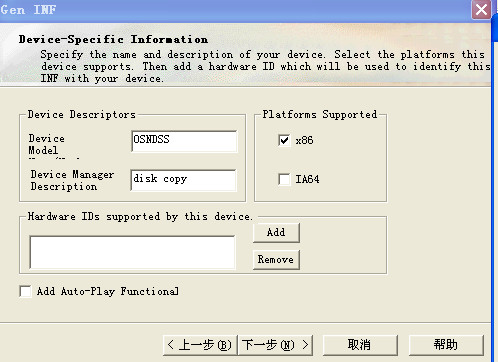 Gen INF
Device-Specific Information
Specify the name and description of your device. Select the platforms this
device supports. Then add a hardware ID which will be used to identify this
INF with your device.
Device Descriptors
Platforms Supported
Device
Model
OSNDSS
x86
Device Manager
Description
disk copy
IA64
Hardware IDs supported by this device.
Add
Remove
Add Auto-Play Functional
< 上一步(B)
下一步(N) >
取消
帮助